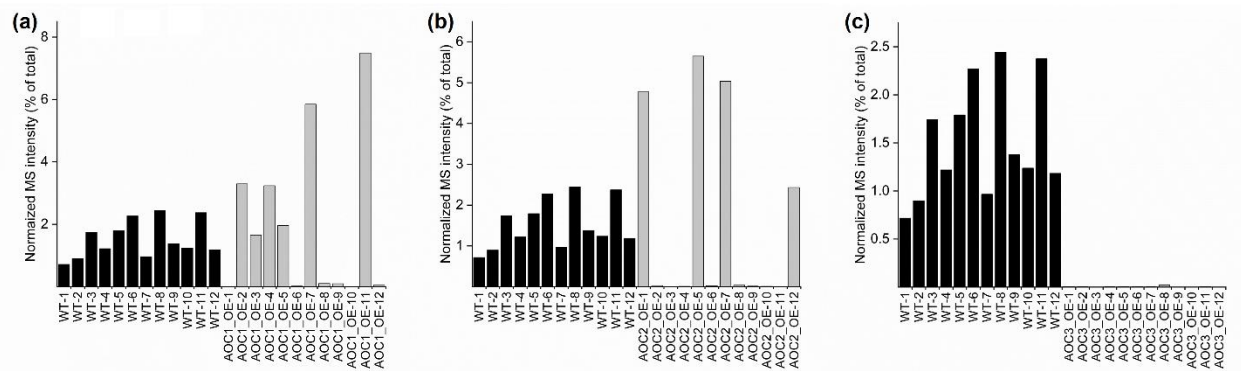 (a)
Normalized MS intensity (% of total)
8
6
4
2
WT-1
WT-2
WT-3
WT-4
WT-5
WT-6
WT-7
WT-8
WT-9
WT-10
WT-11
WT-12
AOC1_OE-1
AOC1_OE-2
AOC1_OE-3
AOC1_OE-4
AOC1_OE-5
AOC1_OE-6
AOC1_OE-7
AOC1_OE-8
AOC1_OE-9
AOC1_OE-10
AOC1_OE-11
AOC1_OE-12
(b)
Normalized MS intensity (% of total)
6
5
4
3
2
1
WT-1
WT-2
WT-3
WT-4
WT-5
WT-6
WT-7
WT-8
WT-9
WT-10
WT-11
WT-12
AOC2_OE-1
AOC2_OE-2
AOC2_OE-3
AOC2_OE-4
AOC2_OE-5
AOC2_OE-6
AOC2_OE-7
AOC2_OE-8
AOC2_OE-9
AOC2_OE-10
AOC2_OE-11
AOC2_OE-12
(c)
Normalized MS intensity (% of total)
2.5
2.0
1.5
1.0
0.5
WT-1
WT-2
WT-3
WT-4
WT-5
WT-6
WT-7
WT-8
WT-9
WT-10
WT-11
WT-12
AOC3_OE-1
AOC3_OE-2
AOC3_OE-3
AOC3_OE-4
AOC3_OE-5
AOC3_OE-6
AOC3_OE-7
AOC3_OE-8
AOC3_OE-9
AOC3_OE-10
AOC3_OE-11
AOC3_OE-12